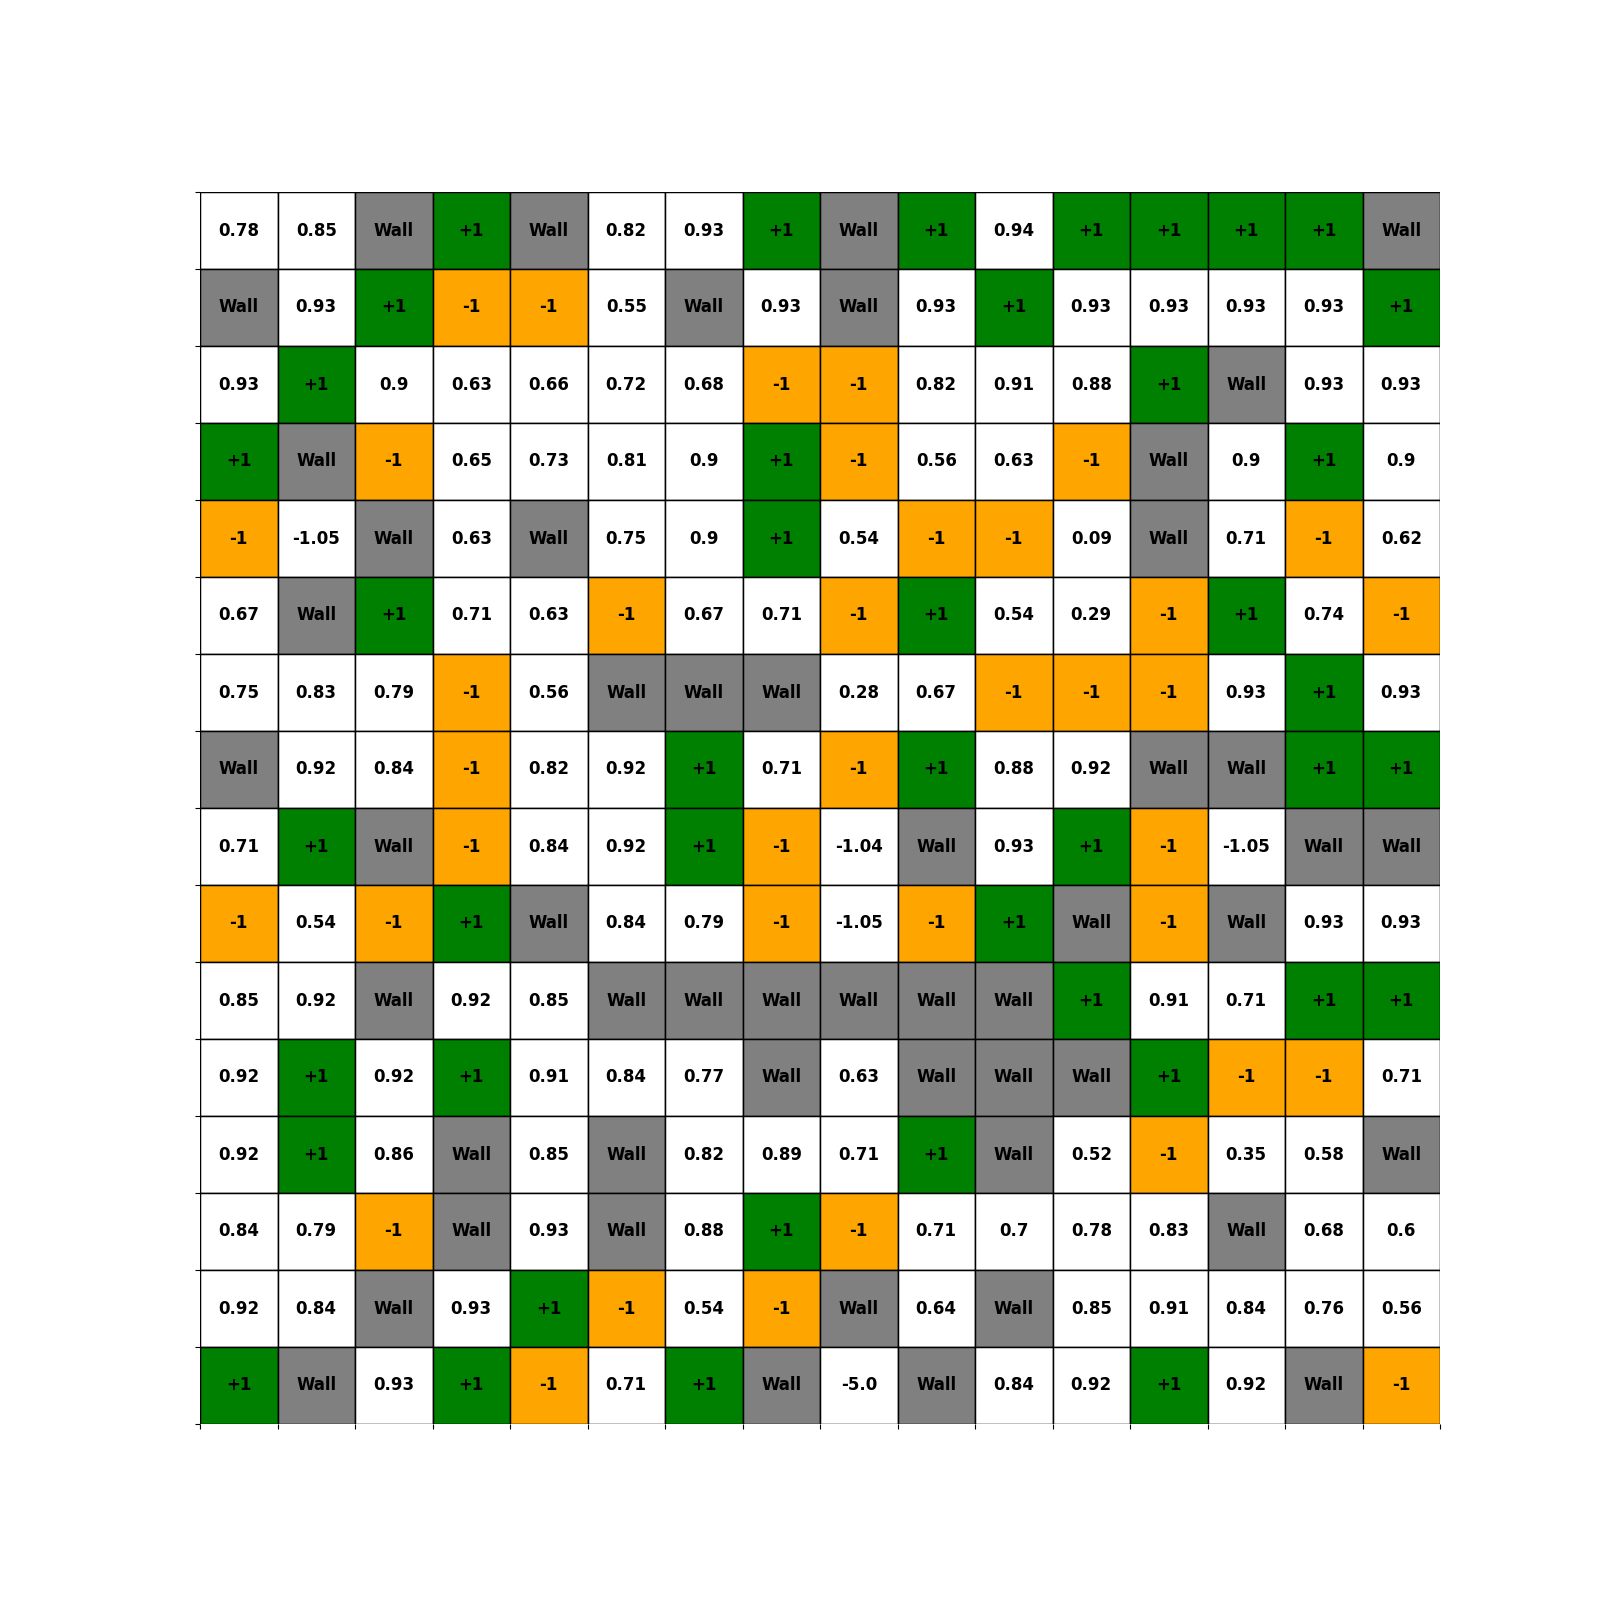 0.78 0.85 Wall +1 Wall 0.82 0.93 +1 Wall +1 0.94 +1 +1 +1 +1 Wall
Wall 0.93 +1 -1 -1 0.55 Wall 0.93 Wall 0.93 +1 0.93 0.93 0.93 0.93 +1
0.93 +1 0.9 0.63 0.66 0.72 0.68 -1 -1 0.82 0.91 0.88 +1 Wall 0.93 0.93
+1 Wall -1 0.65 0.73 0.81 0.9 +1 -1 0.56 0.63 -1 Wall 0.9 +1 0.9
-1 -1.05 Wall 0.63 Wall 0.75 0.9 +1 0.54 -1 -1 0.09 Wall 0.71 -1 0.62
0.67 Wall +1 0.71 0.63 -1 0.67 0.71 -1 +1 0.54 0.29 -1 +1 0.74 -1
0.75 0.83 0.79 -1 0.56 Wall Wall Wall 0.28 0.67 -1 -1 -1 0.93 +1 0.93
Wall 0.92 0.84 -1 0.82 0.92 +1 0.71 -1 +1 0.88 0.92 Wall Wall +1 +1
0.71 +1 Wall -1 0.84 0.92 +1 -1 -1.04 Wall 0.93 +1 -1 -1.05 Wall Wall
-1 0.54 -1 +1 Wall 0.84 0.79 -1 -1.05 -1 +1 Wall -1 Wall 0.93 0.93
0.85 0.92 Wall 0.92 0.85 Wall Wall Wall Wall Wall Wall +1 0.91 0.71 +1 +1
0.92 +1 0.92 +1 0.91 0.84 0.77 Wall 0.63 Wall Wall Wall +1 -1 -1 0.71
0.92 +1 0.86 Wall 0.85 Wall 0.82 0.89 0.71 +1 Wall 0.52 -1 0.35 0.58 Wall
0.84 0.79 -1 Wall 0.93 Wall 0.88 +1 -1 0.71 0.7 0.78 0.83 Wall 0.68 0.6
0.92 0.84 Wall 0.93 +1 -1 0.54 -1 Wall 0.64 Wall 0.85 0.91 0.84 0.76 0.56
+1 Wall 0.93 +1 -1 0.71 +1 Wall -5.0 Wall 0.84 0.92 +1 0.92 Wall -1